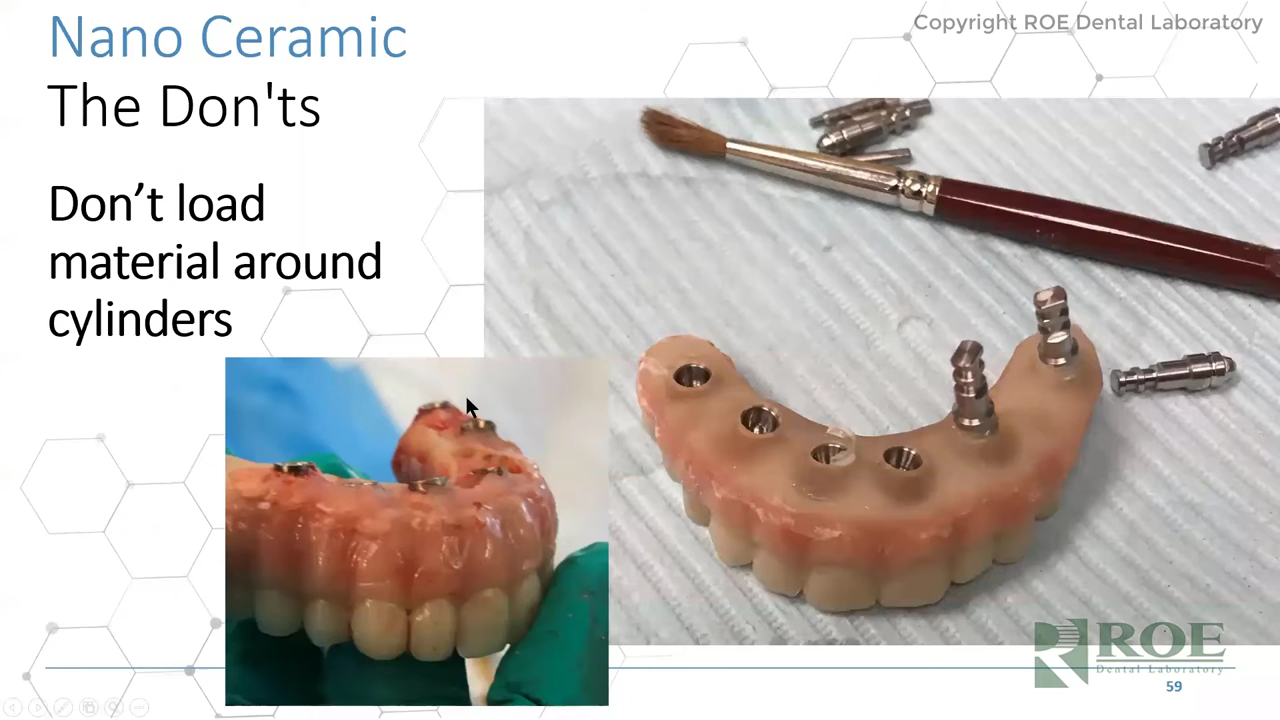 Copyright ROE Dental Laboratory
Nano Ceramic
The Don'ts
Don’t load
material around
cylinders
ROE
Dental Laboratory
59